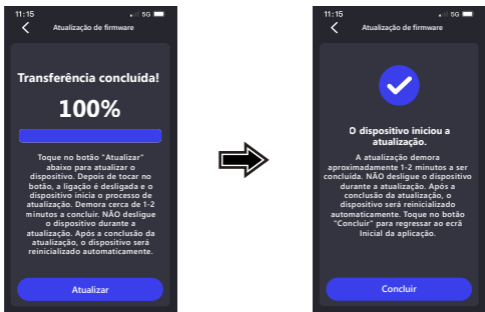 11:15
5G
Atualização de firmware
Transferência concluída!
100%
Toque no botão "Atualizar"
abaixo para atualizar o
dispositivo. Depois de tocar no
botão, a ligação é desligada e o
dispositivo inicia o processo de
atualização. Demora cerca de 1-2
minutos a concluir. NÃO desligue
o dispositivo durante a
atualização. Após a conclusão da
atualização, o dispositivo será
reinicializado automaticamente.
Atualizar
11:15
5G
Atualização de firmware
O dispositivo iniciou a
atualização.
A atualização demora
aproximadamente 1-2 minutos a ser
concluída. NÃO desligue o dispositivo
durante a atualização. Após a
conclusão da atualização, o
dispositivo será reinicializado
automaticamente. Toque no botão
"Concluir" para regressar ao ecrã
Inicial da aplicação.
Concluir